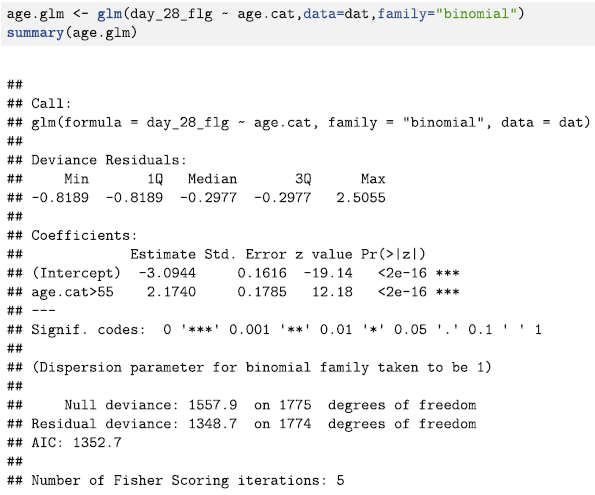 age.glm <- glm(day_28_flg ~ age.cat,data=dat,family="binomial")
summary(age.glm)
##
## Call:
## glm(formula = day_28_flg ~ age.cat, family = "binomial", data = dat)
##
## Deviance Residuals:
##     Min      1Q  Median      3Q     Max
## -0.8189  -0.8189  -0.2977  -0.2977   2.5055
##
## Coefficients:
##             Estimate Std. Error z value Pr(>|z|)
## (Intercept)  -3.0944     0.1616  -19.14   <2e-16 ***
## age.cat>55    2.1740     0.1785   12.18   <2e-16 ***
## ---
## Signif. codes:  0 '***' 0.001 '**' 0.01 '*' 0.05 '.' 0.1 ' ' 1
##
## (Dispersion parameter for binomial family taken to be 1)
##
##     Null deviance: 1557.9  on 1775  degrees of freedom
## Residual deviance: 1348.7  on 1774  degrees of freedom
## AIC: 1352.7
##
## Number of Fisher Scoring iterations: 5